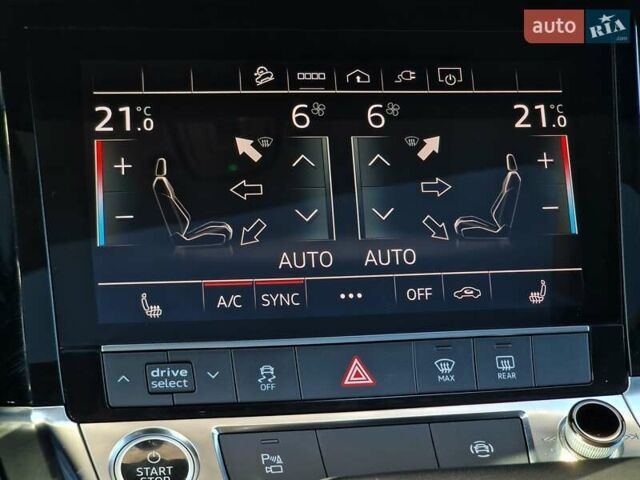 auto RIA .com
21.0 °C 6 6 21.0 °C
+ +
− −
AUTO AUTO
A/C SYNC ••• OFF
drive
select
OFF
MAX
REAR
P
START
STOP